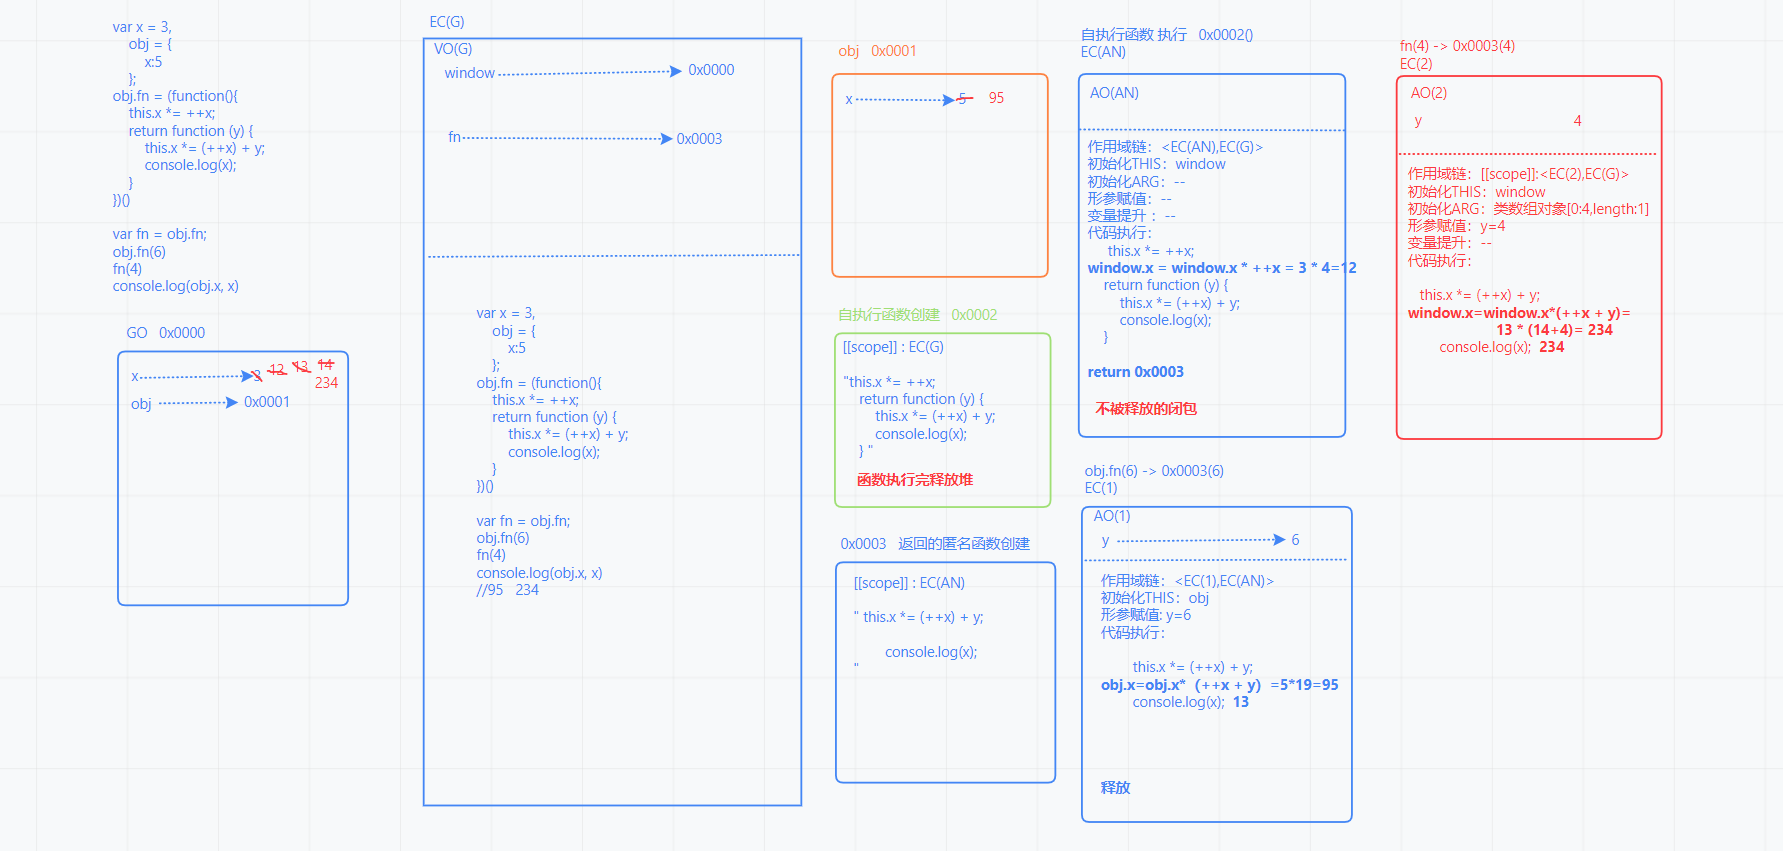 var x = 3,
obj = {
x:5
};
obj.fn = (function(){
this.x *= ++x;
return function (y) {
this.x *= (++x) + y;
console.log(x);
}
})()
var fn = obj.fn;
obj.fn(6)
fn(4)
console.log(obj.x, x)
GO 0x0000
x 3 12 13 14
234
obj 0x0001
EC(G)
VO(G)
window 0x0000
fn 0x0003
var x = 3,
obj = {
x:5
};
obj.fn = (function(){
this.x *= ++x;
return function (y) {
this.x *= (++x) + y;
console.log(x);
}
})()
var fn = obj.fn;
obj.fn(6)
fn(4)
console.log(obj.x, x)
//95 234
obj 0x0001
x 5 95
自执行函数创建 0x0002
[[scope]] : EC(G)
"this.x *= ++x;
return function (y) {
this.x *= (++x) + y;
console.log(x);
} "
函数执行完释放堆
0x0003 返回的匿名函数创建
[[scope]] : EC(AN)
" this.x *= (++x) + y;
console.log(x);
"
自执行函数 执行 0x0002()
EC(AN)
AO(AN)
作用域链：<EC(AN),EC(G)>
初始化THIS：window
初始化ARG：--
形参赋值：--
变量提升 ：--
代码执行：
this.x *= ++x;
window.x = window.x * ++x = 3 * 4=12
return function (y) {
this.x *= (++x) + y;
console.log(x);
}
return 0x0003
不被释放的闭包
obj.fn(6) -> 0x0003(6)
EC(1)
AO(1)
y 6
作用域链：<EC(1),EC(AN)>
初始化THIS：obj
形参赋值: y=6
代码执行：
this.x *= (++x) + y;
obj.x=obj.x*（++x + y）=5*19=95
console.log(x); 13
释放
fn(4) -> 0x0003(4)
EC(2)
AO(2)
y 4
作用域链：[[scope]]:<EC(2),EC(G)>
初始化THIS：window
初始化ARG：类数组对象[0:4,length:1]
形参赋值：y=4
变量提升：--
代码执行：
this.x *= (++x) + y;
window.x=window.x*(++x + y)=
13 * (14+4)= 234
console.log(x); 234